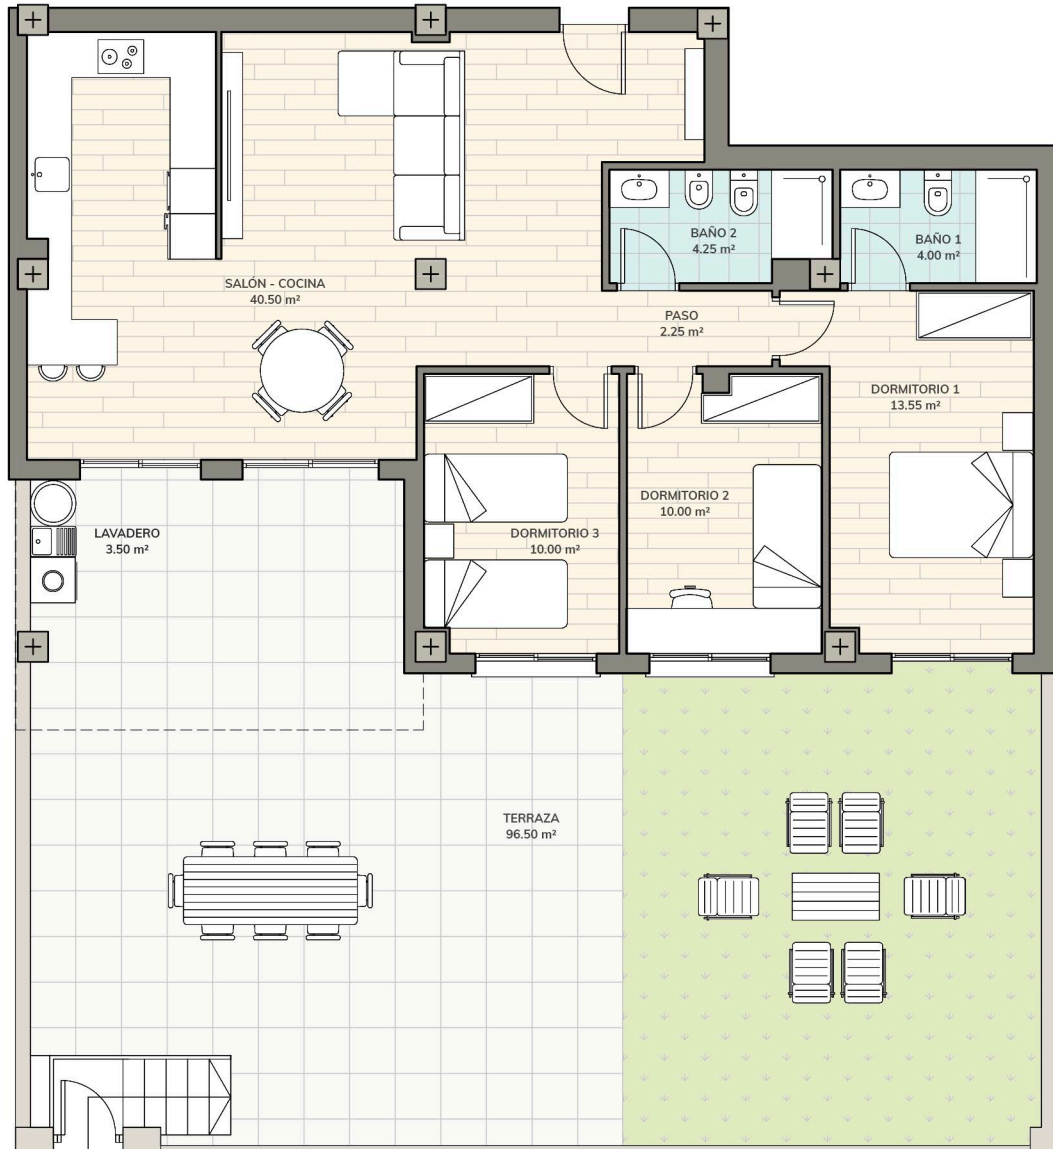 BAÑO 2
4.25 m²
BAÑO 1
4.00 m²
SALÓN - COCINA
40.50 m²
PASO
2.25 m²
DORMITORIO 1
13.55 m²
DORMITORIO 2
10.00 m²
LAVADERO
3.50 m²
DORMITORIO 3
10.00 m²
TERRAZA
96.50 m²